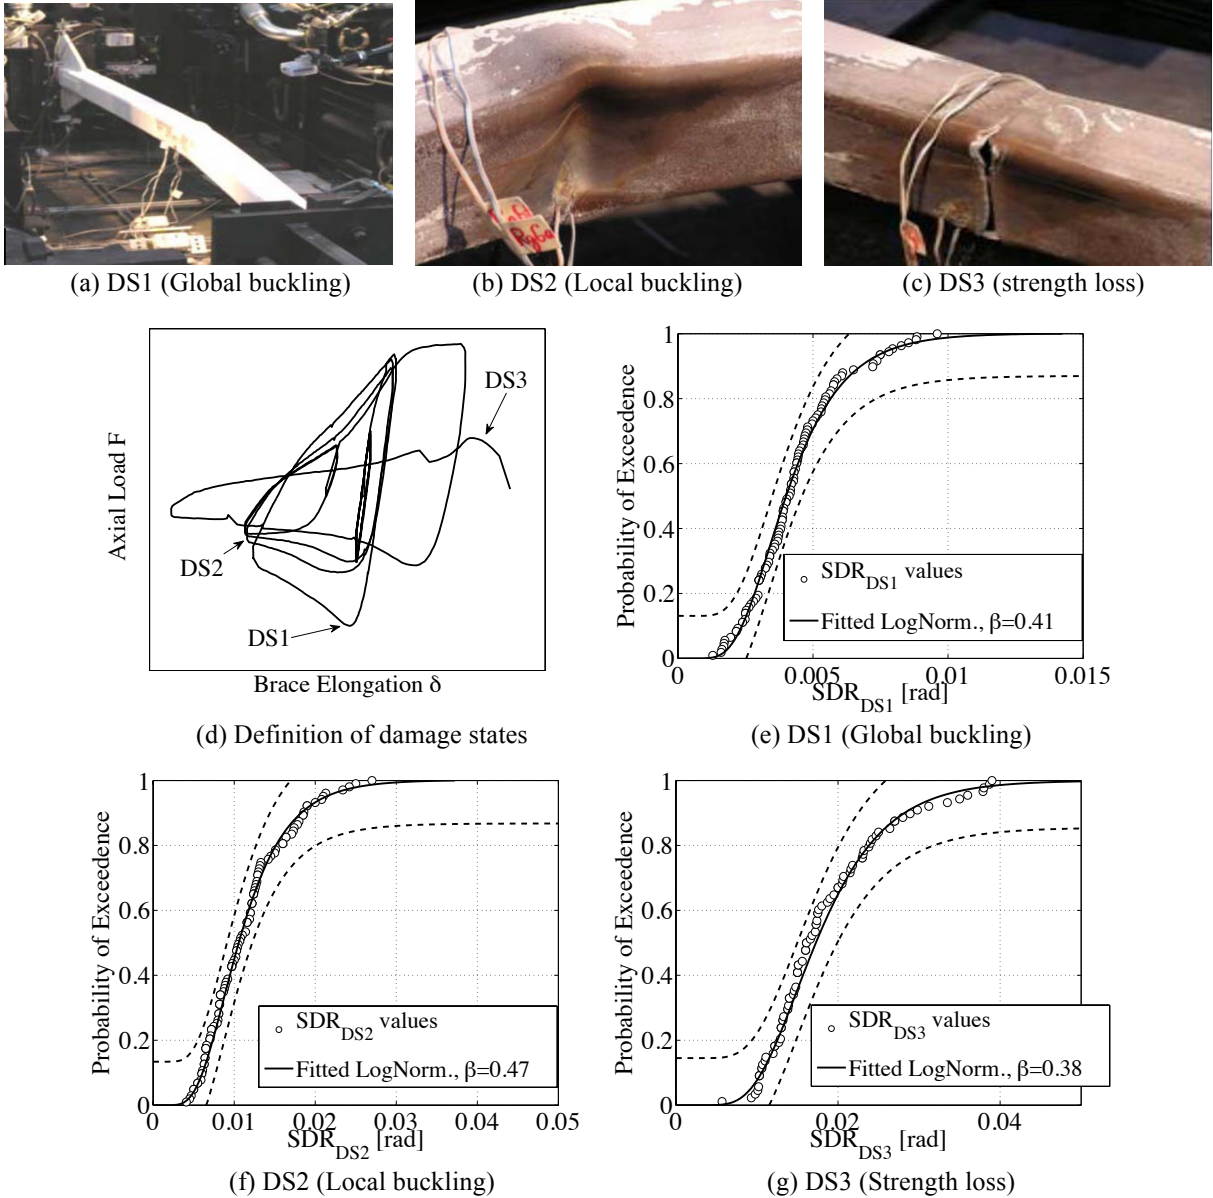 (a) DS1 (Global buckling)
(b) DS2 (Local buckling)
(c) DS3 (strength loss)
Rg6a
Axial Load F
DS3
DS2
DS1
Brace Elongation δ
(d) Definition of damage states
Probability of Exceedence
1
0.8
0.6
0.4
0.2
0
SDR_DS1 values
Fitted LogNorm., β=0.41
0 0.005 0.01 0.015
SDR_DS1 [rad]
(e) DS1 (Global buckling)
Probability of Exceedence
1
0.8
0.6
0.4
0.2
0
SDR_DS2 values
Fitted LogNorm., β=0.47
0 0.01 0.02 0.03 0.04 0.05
SDR_DS2 [rad]
(f) DS2 (Local buckling)
Probability of Exceedence
1
0.8
0.6
0.4
0.2
0
SDR_DS3 values
Fitted LogNorm., β=0.38
0 0.02 0.04
SDR_DS3 [rad]
(g) DS3 (Strength loss)